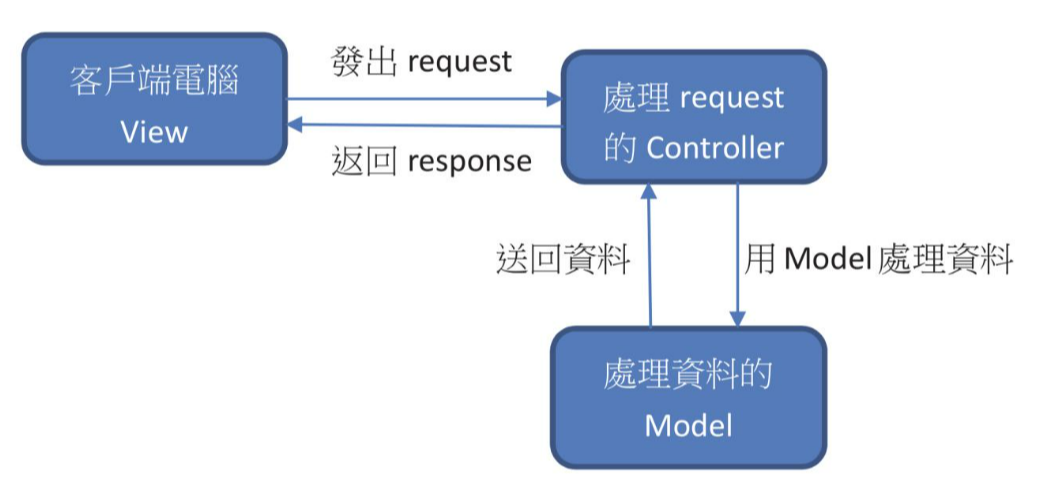 客戶端電腦
View
發出 request
返回 response
處理 request
的 Controller
送回資料
用 Model 處理資料
處理資料的
Model